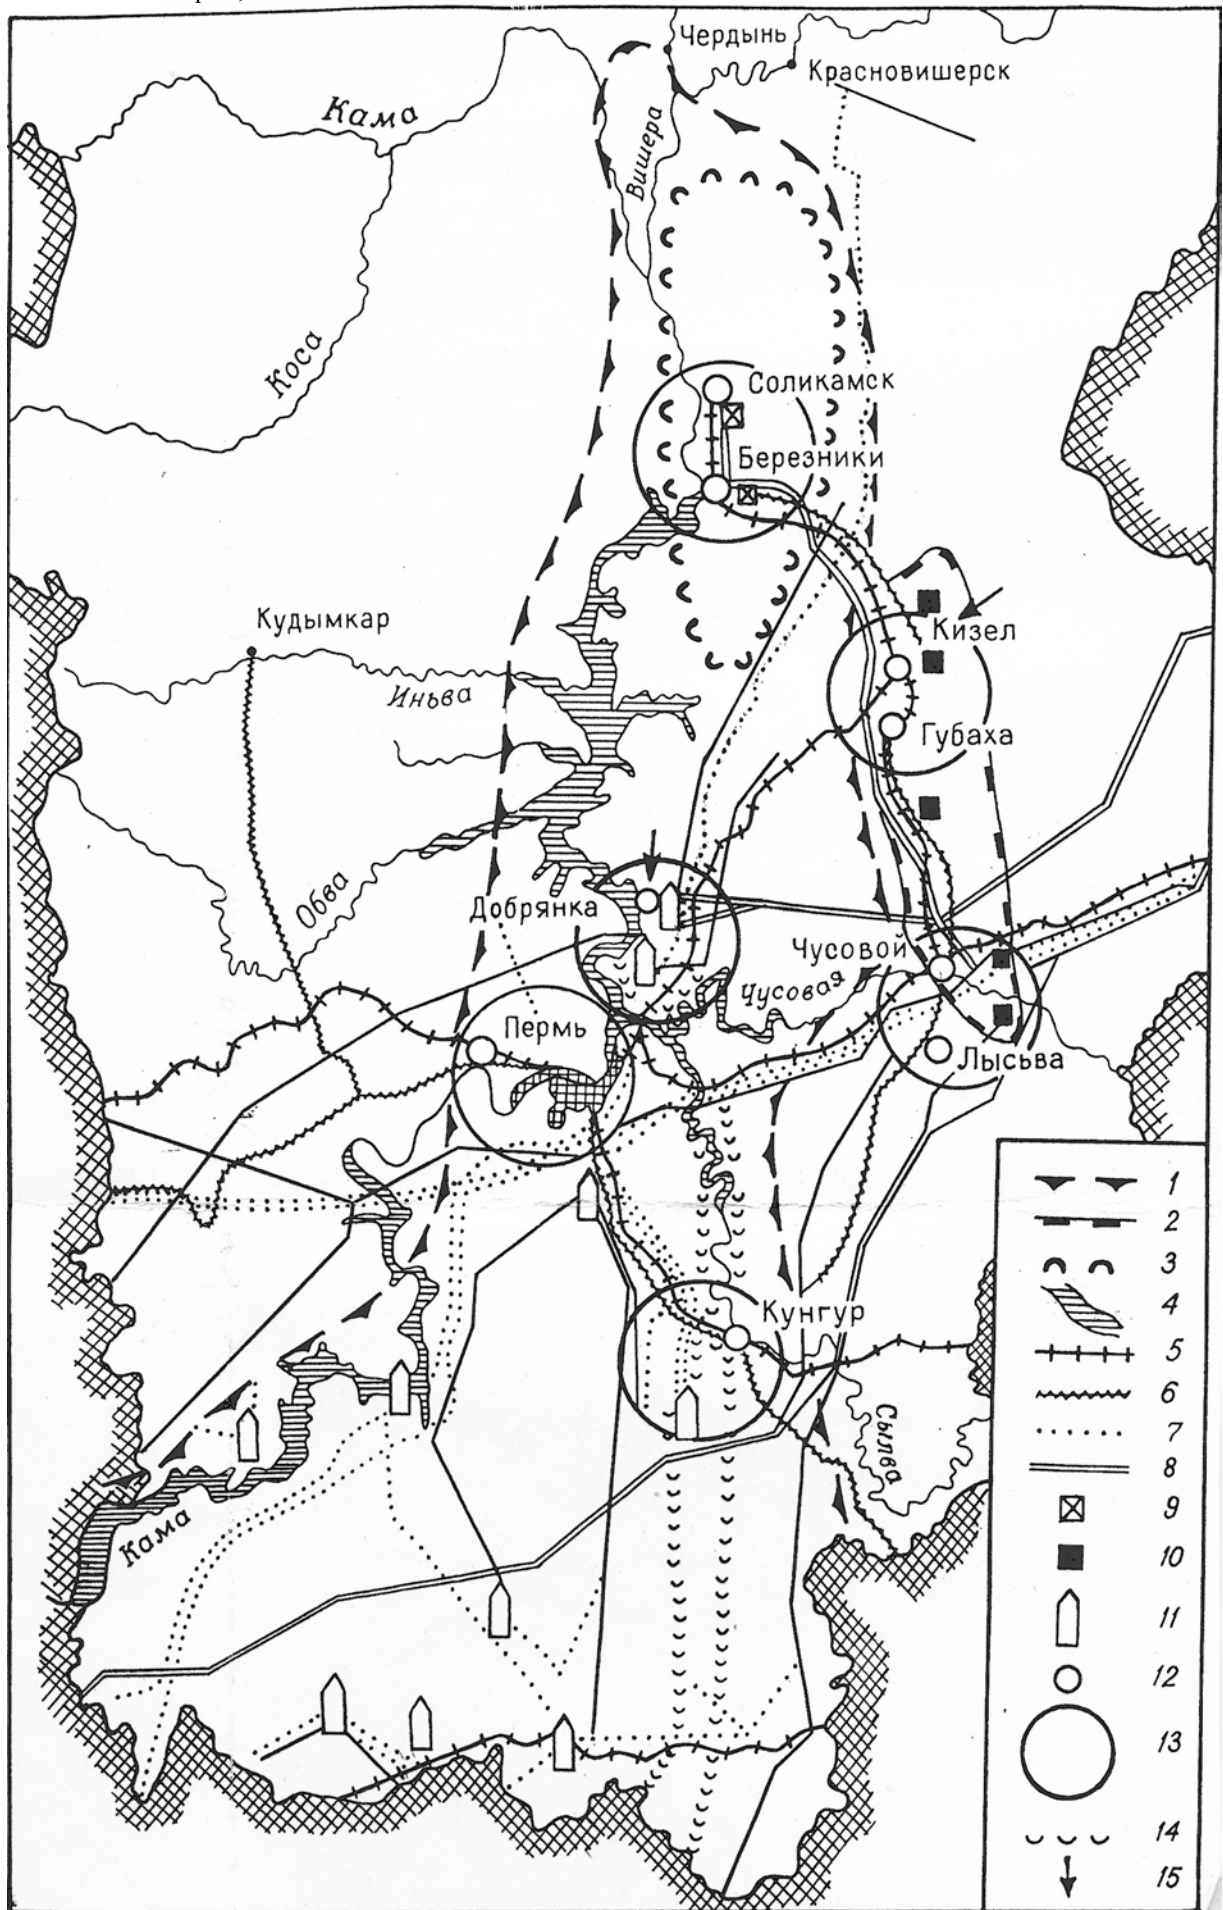 Чердынь
Красновишерск
Кама
Вишера
Коса
Соликамск
Березники
Кудымкар
Кизел
Иньва
Губаха
Обва
Добрянка
Чусовой
Чусовая
Пермь
Лысьва
Кунгур
Сылва
Кама
1
2
3
4
5
6
7
8
9
10
11
12
13
14
15